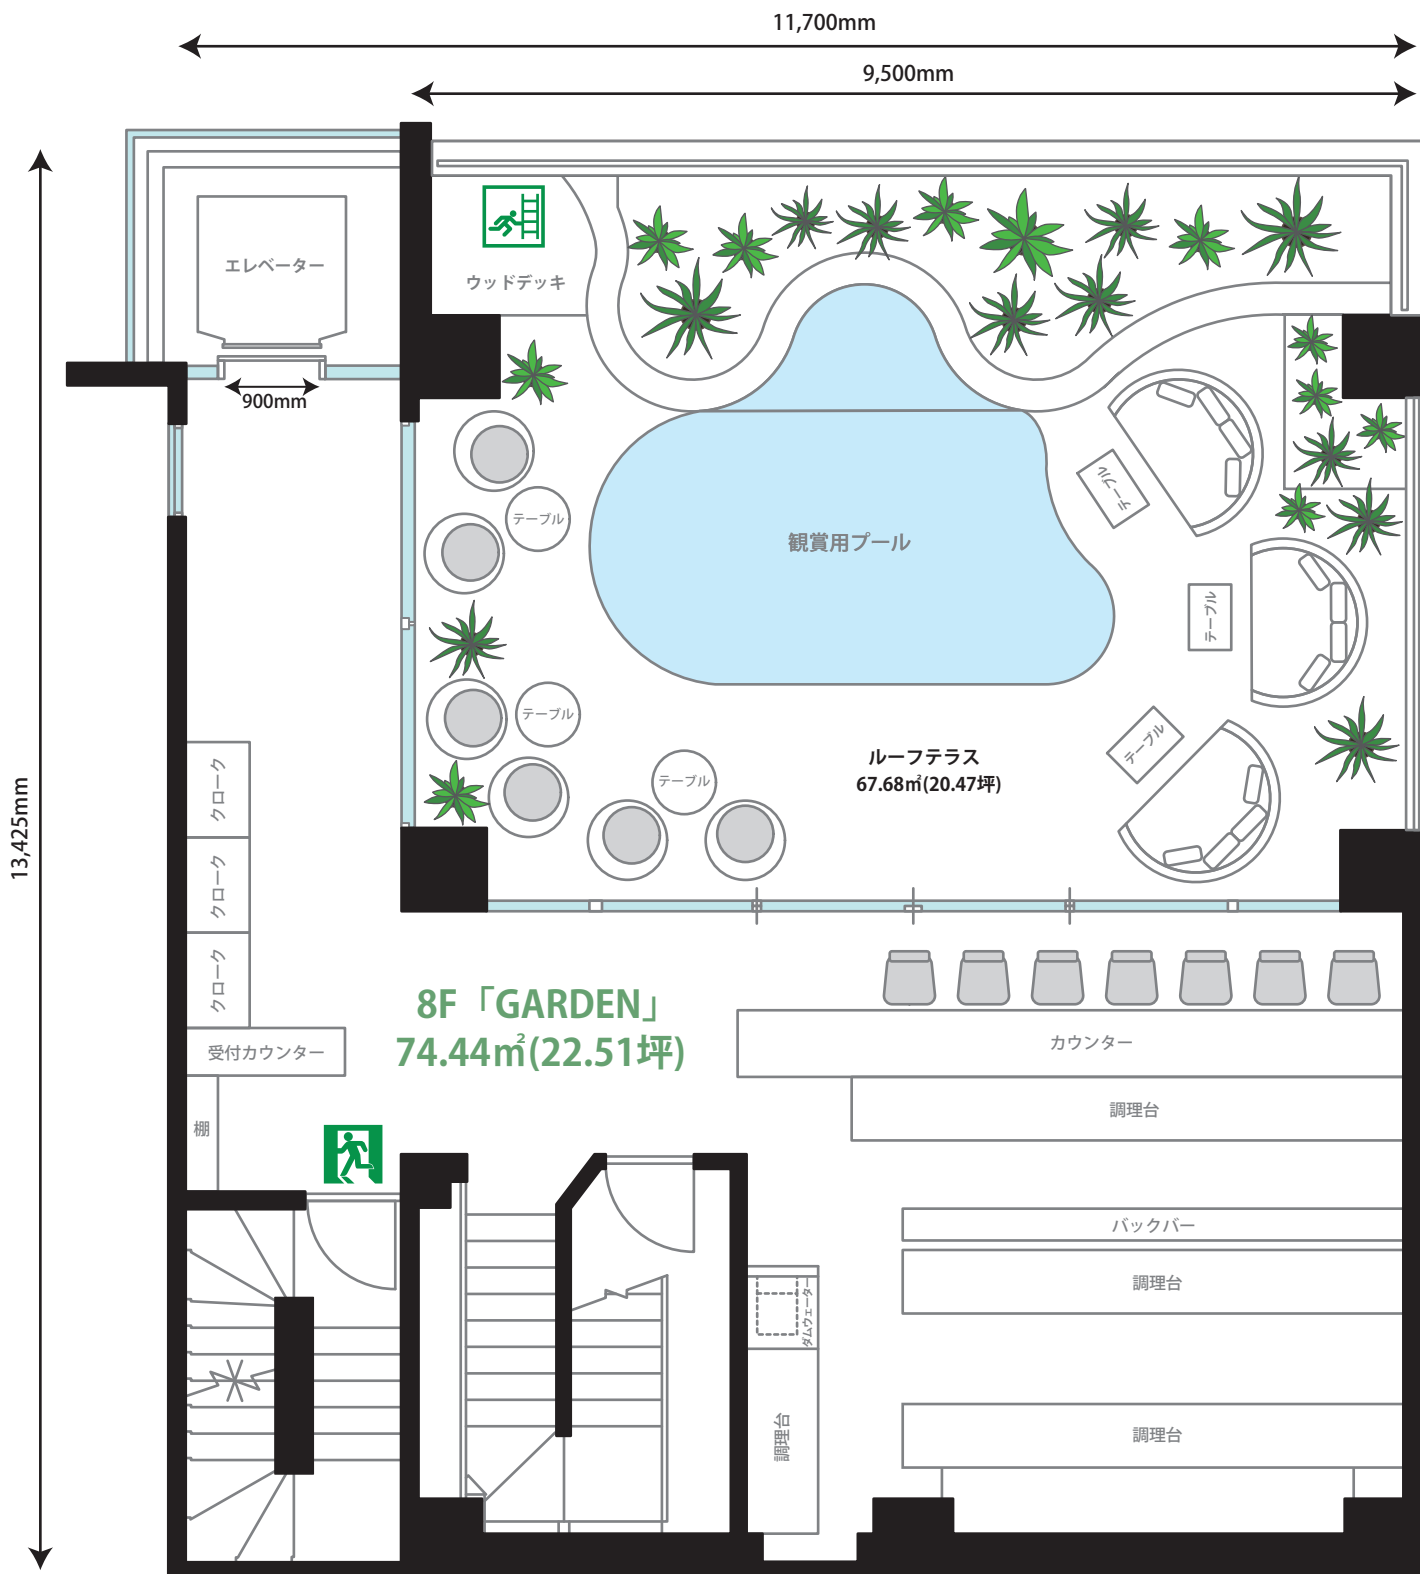 11,700mm
9,500mm
エレベーター
ウッドデッキ
900mm
テーブル
テーブル
観賞用プール
テーブル
テーブル
テーブル
テーブル
ルーフテラス
67.68㎡(20.47坪)
13,425mm
クローク
クローク
クローク
8F「GARDEN」
74.44㎡(22.51坪)
受付カウンター
カウンター
調理台
棚
バックバー
調理台
ダムウェーター
調理台
調理台